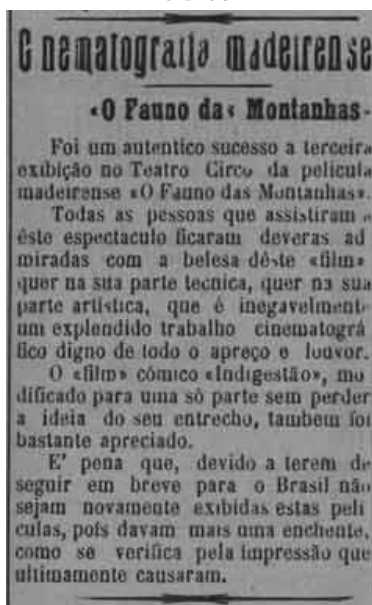 Cinematografia madeirense
«O Fauno das Montanhas»
Foi um autentico sucesso a terceira
exibição no Teatro Circo da pelicula
madeirense «O Fauno das Montanhas».
Todas as pessoas que assistiram a
êste espectaculo ficaram deveras ad
miradas com a belesa dêste «film»
quer na sua parte tecnica, quer na sua
parte artistica, que é inegavelmente
um explendido trabalho cinematográ
fico digno de todo o apreço e louvor.
O «film» cómico «Indigestão», mo
dificado para uma só parte sem perder
a ideia do seu entrecho, tambem foi
bastante apreciado.
E' pena que, devido a terem de
seguir em breve para o Brasil não
sejam novamente exibidas estas peli
culas, pois davam mais uma enchente,
como se verifica pela impressão que
ultimamente causaram.